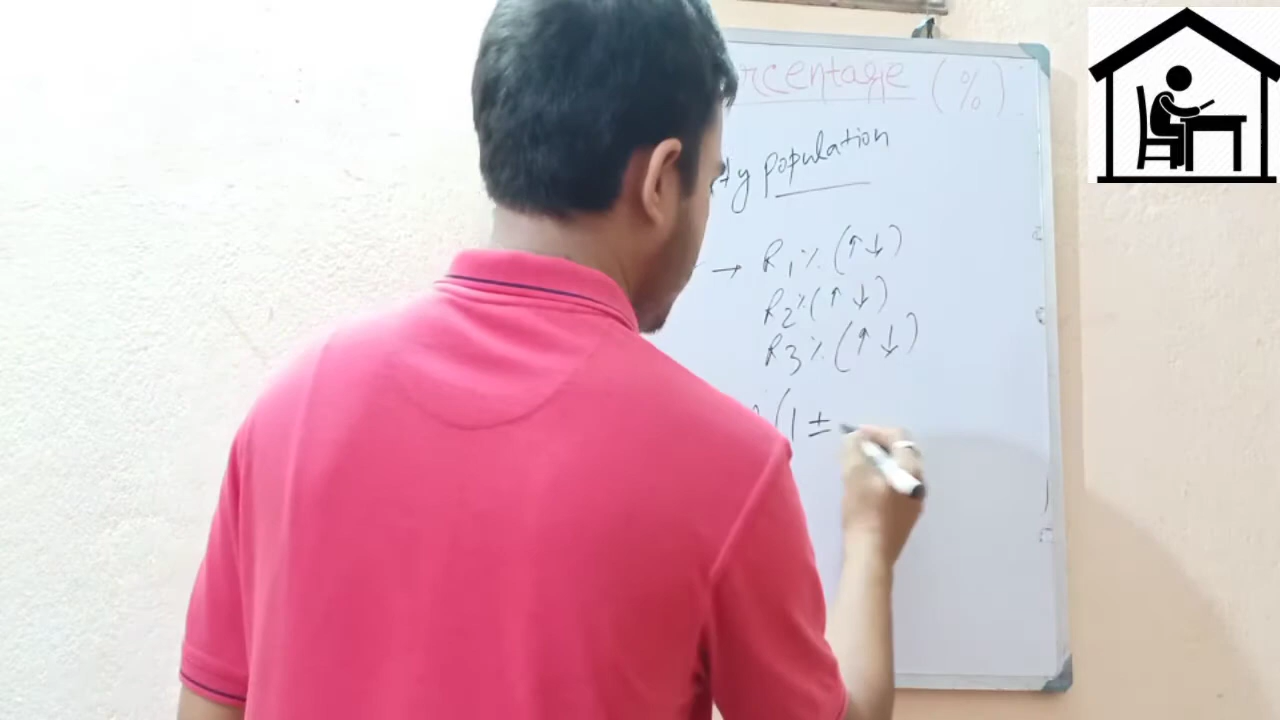 rcentage (%)
ty population
→ R1% (↑↓)
R2% (↑↓)
R3% (↑↓)
(1 ±